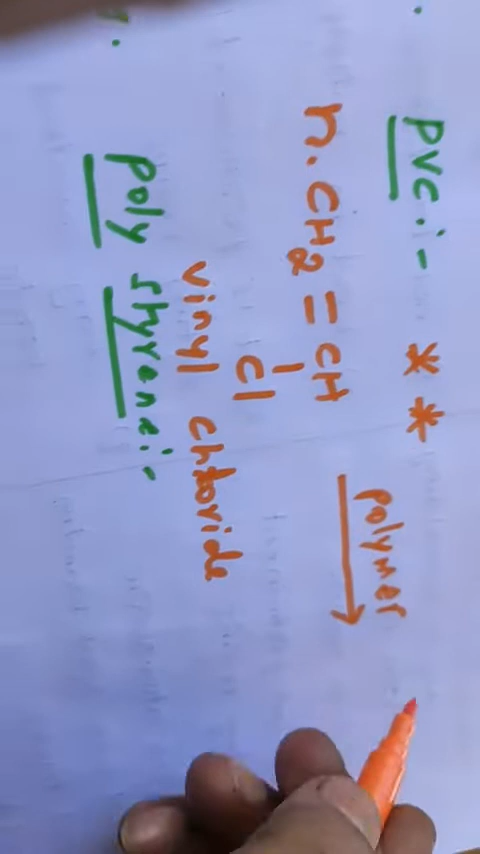 PVC:- **
polymer
n. CH2 = CH
Cl
vinyl chloride
poly styrene:-